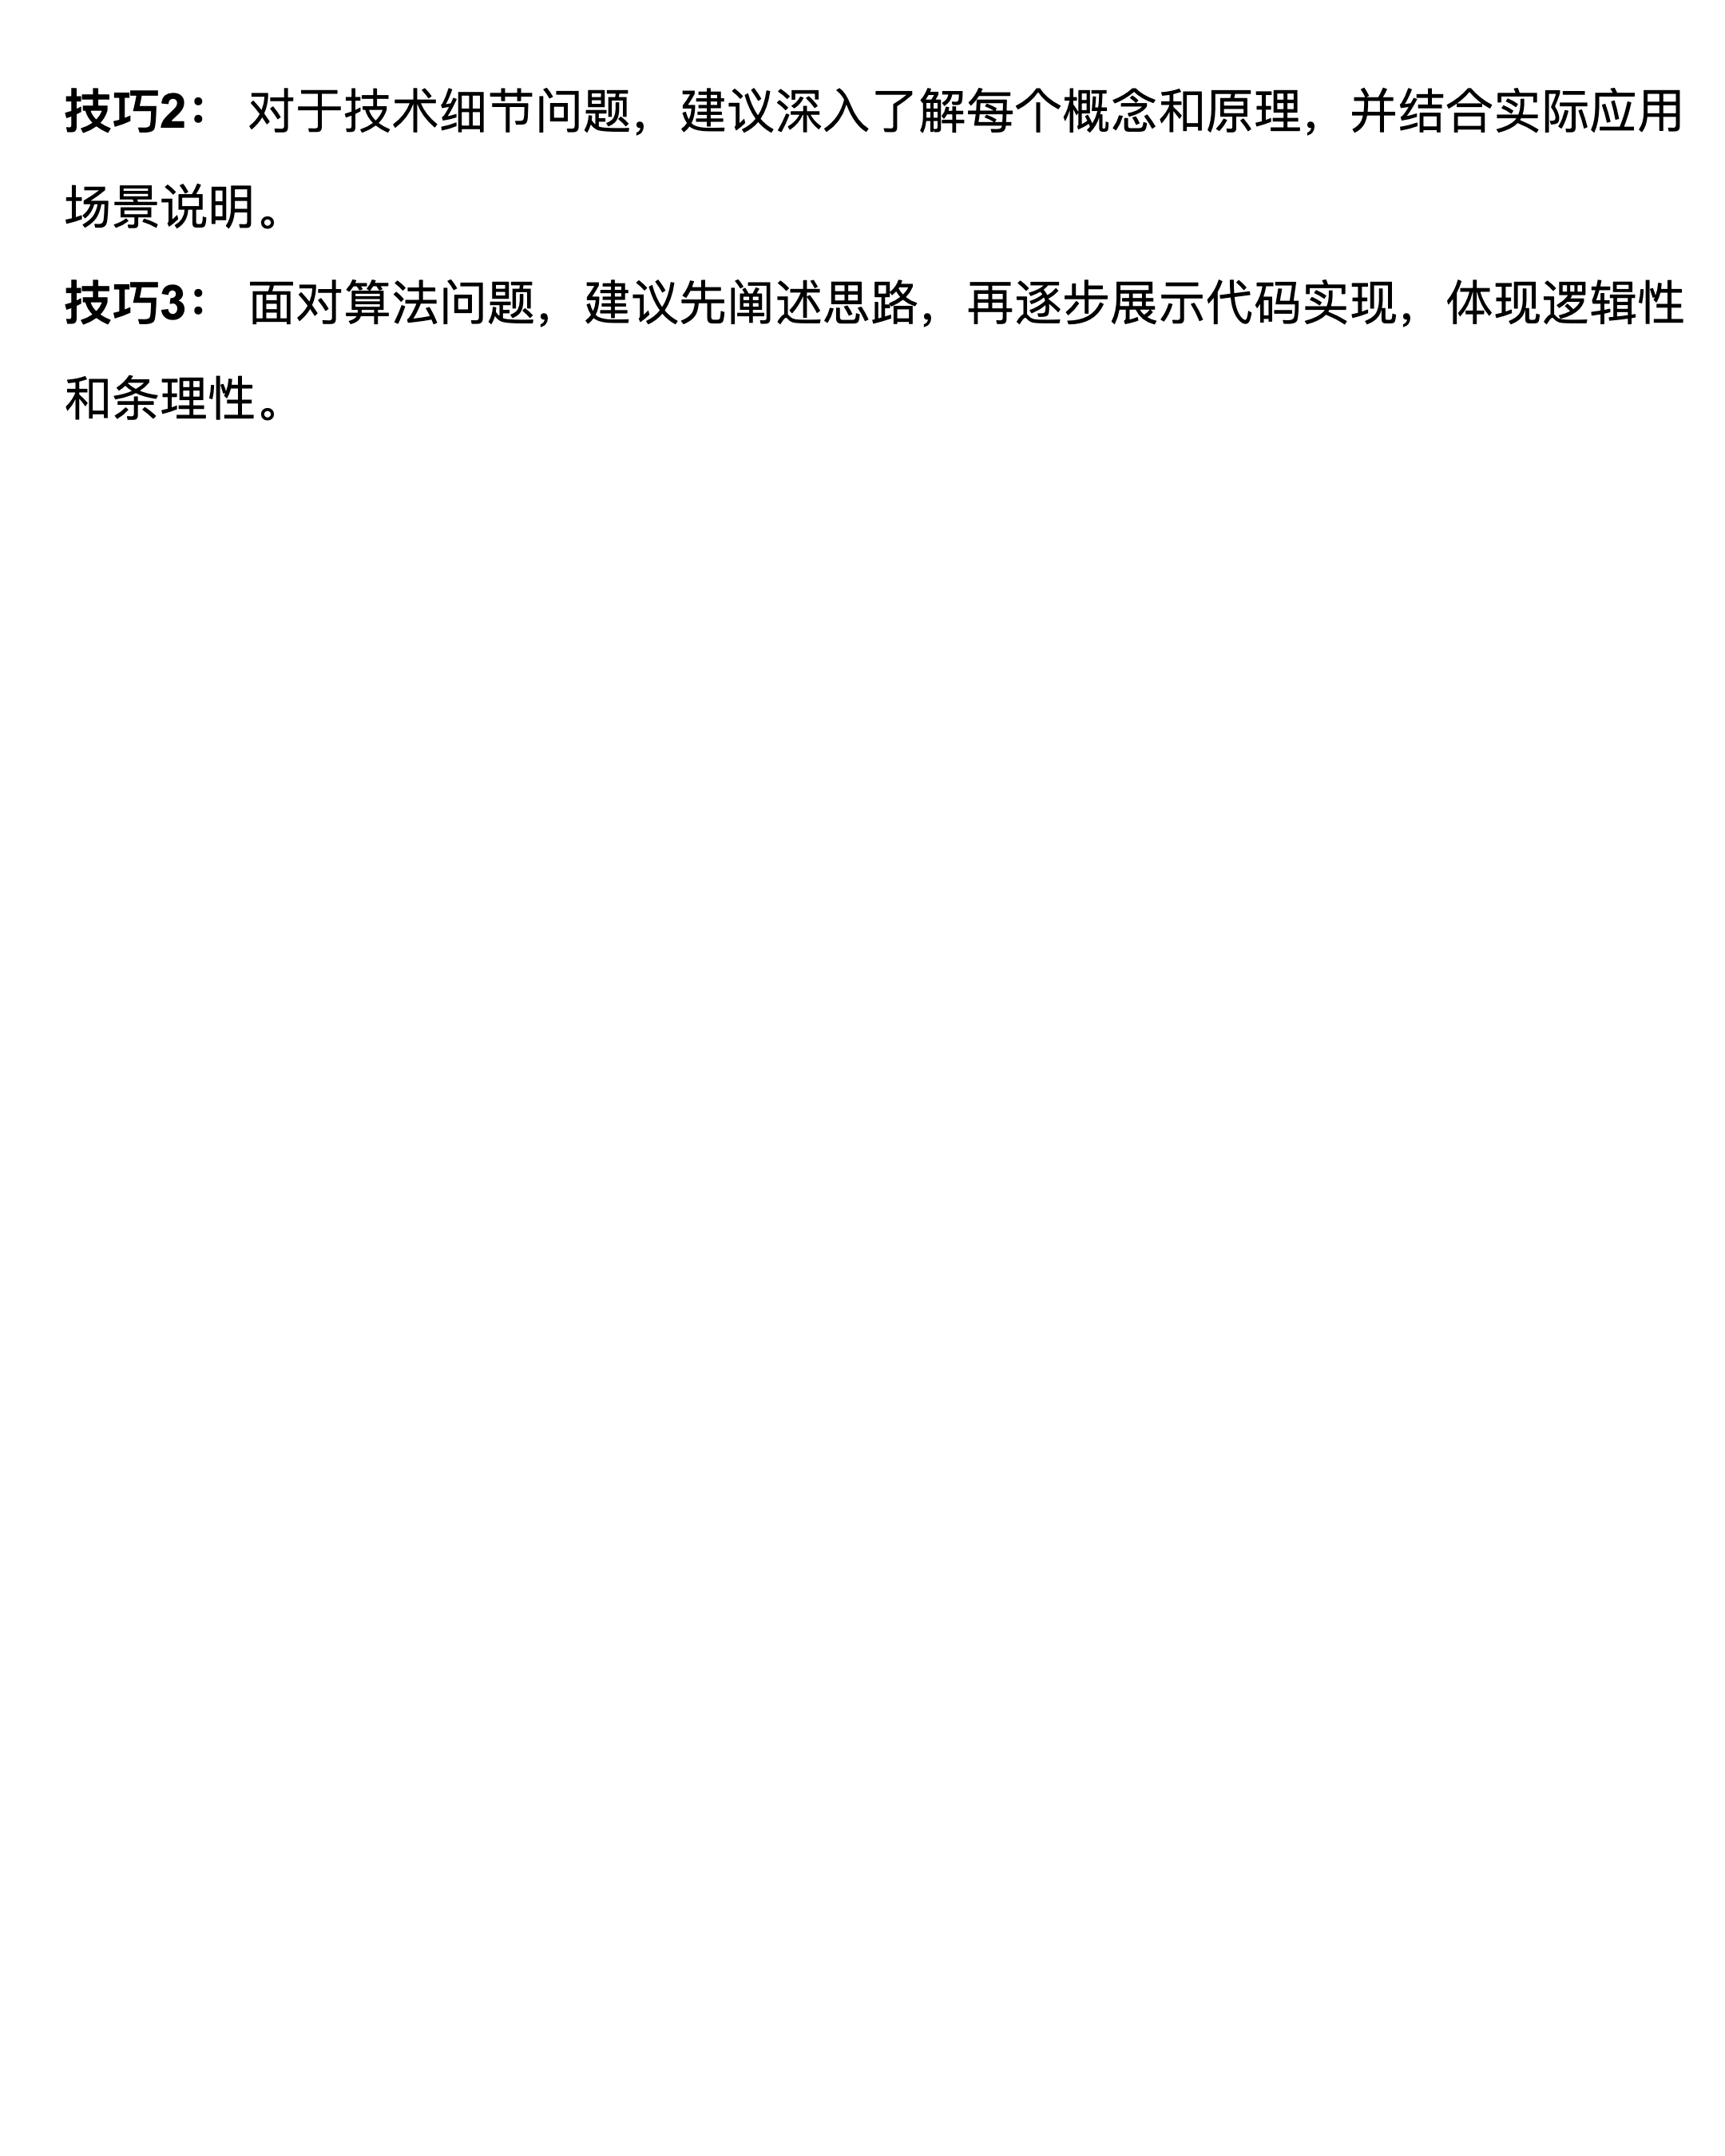 技巧2： 对于技术细节问题，建议深入了解每个概念和原理，并结合实际应用
场景说明。
技巧3： 面对算法问题，建议先阐述思路，再逐步展示代码实现，体现逻辑性
和条理性。